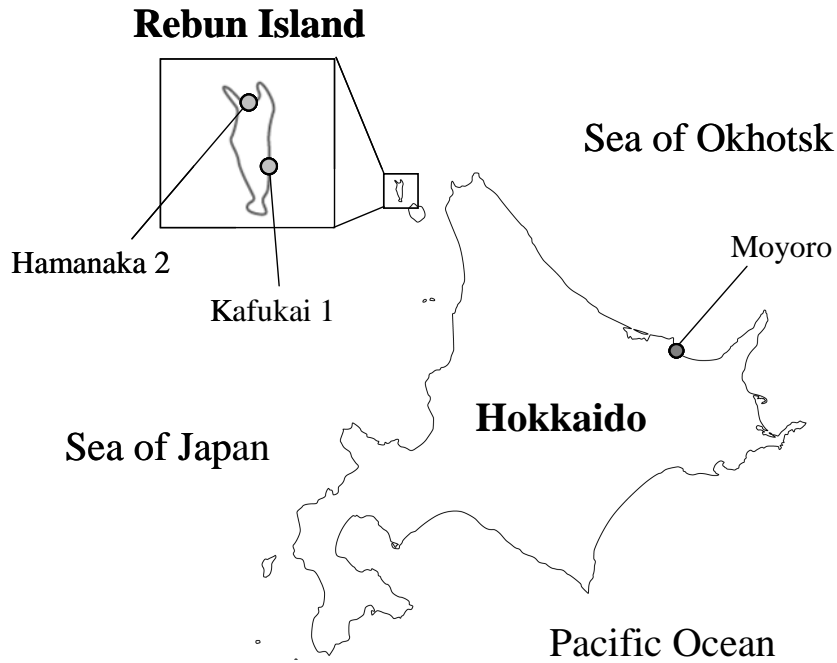 Rebun Island
Sea of Okhotsk
Moyoro
Hamanaka 2
Kafukai 1
Hokkaido
Sea of Japan
Pacific Ocean